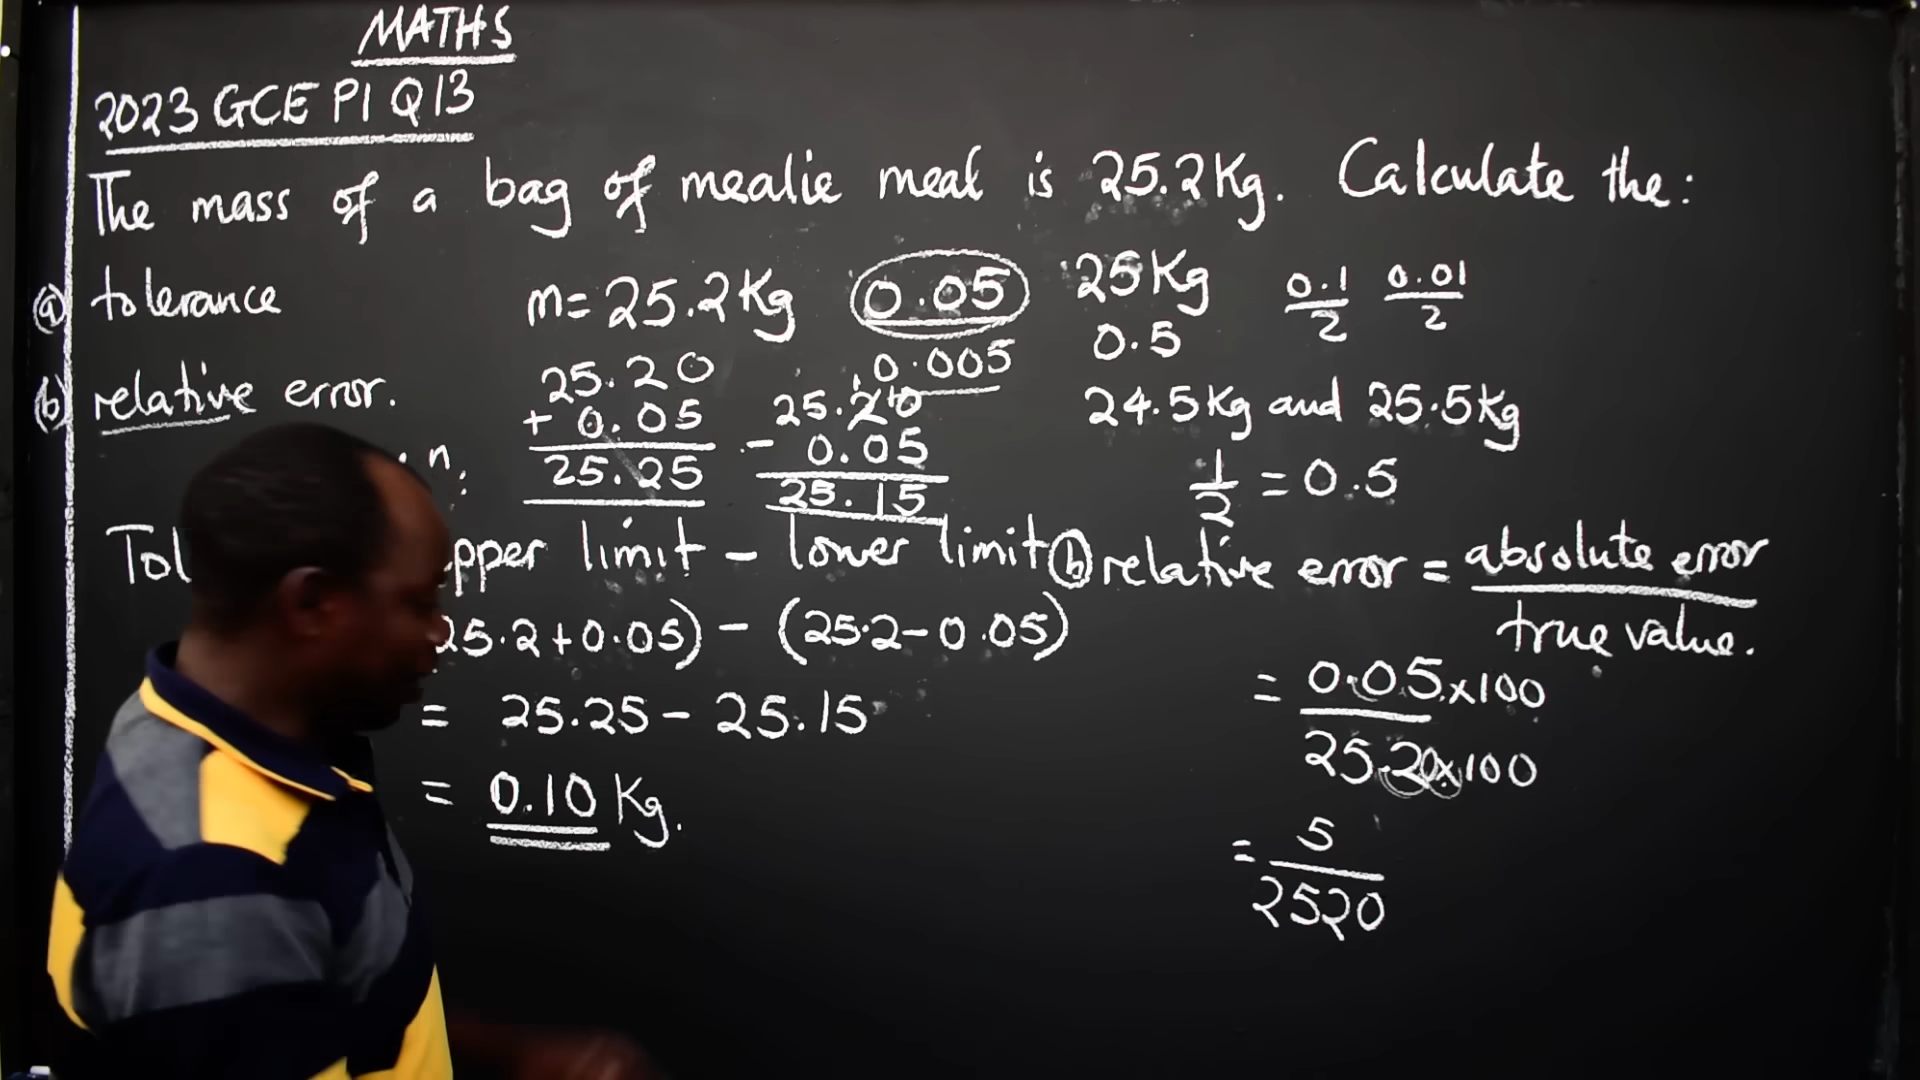 MATHS
2023 GCE P1 Q13
The mass of a bag of mealie meal is 25.2Kg. Calculate the:
(a) tolerance
m = 25.2Kg
0.05
25Kg
0.1/2 0.01/2
0.5
0.005
(b) relative error.
25.20
+ 0.05
25.25
25.20
- 0.05
25.15
24.5Kg and 25.5Kg
1/2 = 0.5
limit - lower limit
25.2+0.05) - (25.2-0.05)
= 25.25 - 25.15
= 0.10 Kg.
(b) relative error = absolute error
true value.
= 0.05 x100
25.20x100
= 5
2520